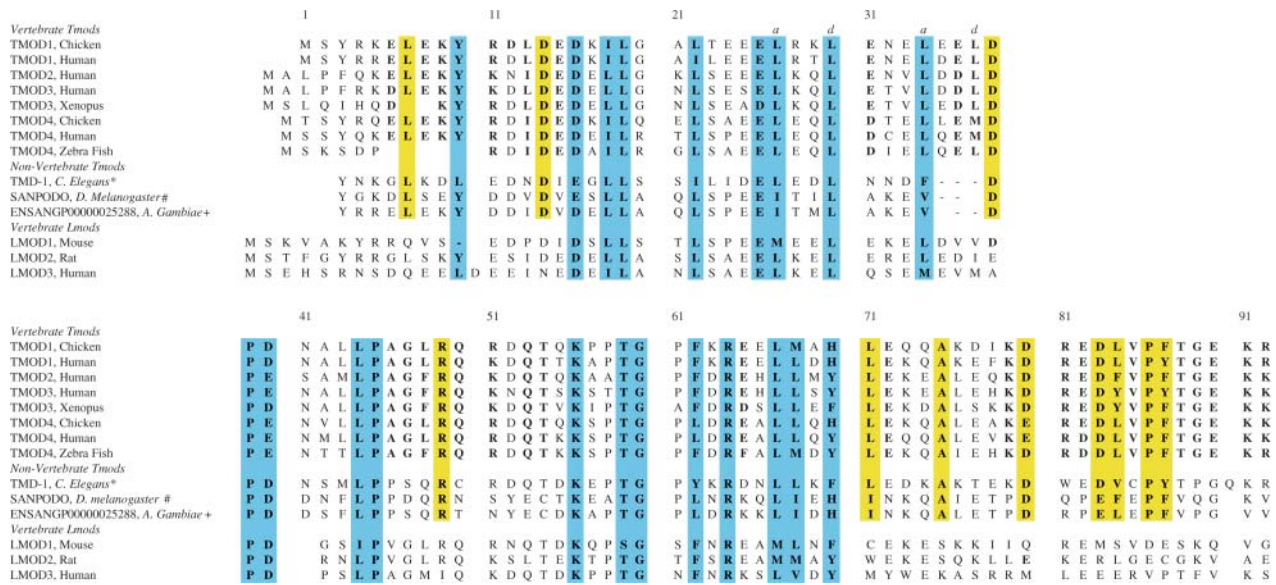 1 11 21 31
Vertebrate Tmods a d a d
TMOD1, Chicken M S Y R K E L E K Y R D L D E D K I L G A L T E E E L R K L E N E L E E L D
TMOD1, Human M S Y R R E L E K Y R D L D E D K I L G A I L E E E L R T L E N E L D E L D
TMOD2, Human M A L P F Q K E L E K Y K N I D E D E L L G K L S E E E L K Q L E N V L D D L D
TMOD3, Human M A L P F R K D L E K Y K D L D E D E L L G N L S E S E L K Q L E T V L D D L D
TMOD3, Xenopus M S L Q I H Q D K Y R D L D E D E L L G N L S E A D L K Q L E T V L E D L D
TMOD4, Chicken M T S Y R Q E L E K Y R D I D E D K I L Q E L S A E E L E Q L D T E L L E M D
TMOD4, Human M S S Y Q K E L E K Y R D I D E D E I L R T L S P E E L E Q L D C E L Q E M D
TMOD4, Zebra Fish M S K S D P R D I D E D A I L R G L S A E E L E Q L D I E L Q E L D
Non-Vertebrate Tmods
TMD-1, C. Elegans* Y N K G L K D L E D N D I E G L L S S I L I D E L E D L N N D F - - - D
SANPODO, D. Melanogaster # Y G K D L S E Y D D V D V E S L L A Q L S P E E I T I L A K E V - - D
ENSANGP00000025288, A. Gambiae + Y R R E L E K Y D D I D V D E L L A Q L S P E E I T M L A K E V D
Vertebrate Lmods
LMOD1, Mouse M S K V A K Y R R Q V S - E D P D I D S L L S T L S P E E M E E L E K E L D V V D
LMOD2, Rat M S T F G Y R R G L S K Y E S I D E D E L L A S L S A E E L K E L E R E L E D I E
LMOD3, Human M S E H S R N S D Q E E L D E E I N E D E I L A N L S A E E L K E L Q S E M E V M A
41 51 61 71 81 91
Vertebrate Tmods
TMOD1, Chicken P D N A L L P A G L R Q R D Q T Q K P P T G P F K R E E L M A H L E Q Q A K D I K D R E D L V P F T G E K R
TMOD1, Human P D N A L L P A G L R Q K D Q T T K A P T G P F K R E E L L D H L E K Q A K E F K D R E D L V P Y T G E K R
TMOD2, Human P E S A M L P A G F R Q K D Q T Q K A A T G P F D R E H L L M Y L E K E A L E Q K D R E D F V P F T G E K K
TMOD3, Human P E N A L L P A G F R Q K N Q T S K S T T G P F D R E H L L S Y L E K E A L E H K D R E D Y V P Y T G E K K
TMOD3, Xenopus P D N A L L P A G F R Q K D Q T V K I P T G A F D R D S L L E F L E K D A L S K K D R E D Y V P F T G E K K
TMOD4, Chicken P E N V L L P A G L R Q R D Q T Q K S P T G P L D R E A L L Q H L E K Q A L E A K E R E D L V P F T G E K K
TMOD4, Human P E N M L L P A G L R Q R D Q T K K S P T G P L D R E A L L Q Y L E Q Q A L E V K E R D D L V P F T G E K K
TMOD4, Zebra Fish P E N T T L P A G F R Q R D Q T K K S P T G P F D R F A L M D Y L E K Q A I E H K D R D D L V P F T G E K K
Non-Vertebrate Tmods
TMD-1, C. Elegans* P D N S M L P P S Q R C R D Q T D K E P T G P Y K R D N L L K F L E D K A K T E K D W E D V C P Y T P G Q K R
SANPODO, D. melanogaster # P D D N F L P P D Q R N S Y E C T K E A T G P L N R K Q L I E H I N K Q A I E T P D Q P E F E P F V Q G V V
ENSANGP00000025288, A. Gambiae + P D D S F L P P S Q R T N Y E C D K A P T G P L D R K K L I D H I N K Q A L E T P D R P E L E P F V P G V V
Vertebrate Lmods
LMOD1, Mouse P D G S I P V G L R Q R N Q T D K Q P S G S F N R E A M L N F C E K E S K K I I Q R E M S V D E S K Q V G
LMOD2, Rat P D R N L P V G L R Q K S L T E K T P T G T F S R E A M M A Y W E K E S Q K L L E K E R L G E C G K V A E
LMOD3, Human P D P S L P A G M I Q K D Q T D K P P T G N F N R K S L V D Y M Y W E K A S R R M L E E E R V P T E V K S